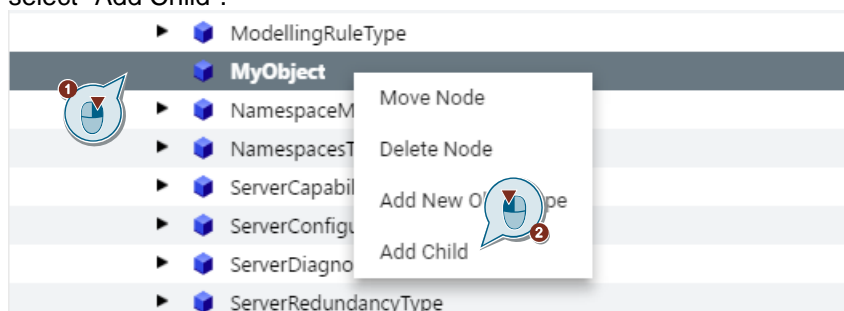 select "Add Child".
ModellingRuleType
MyObject
Move Node
NamespaceM
NamespacesT
Delete Node
ServerCapabil
Add New O pe
ServerConfigu
Add Child
ServerDiagno
ServerRedundancyType
1
2